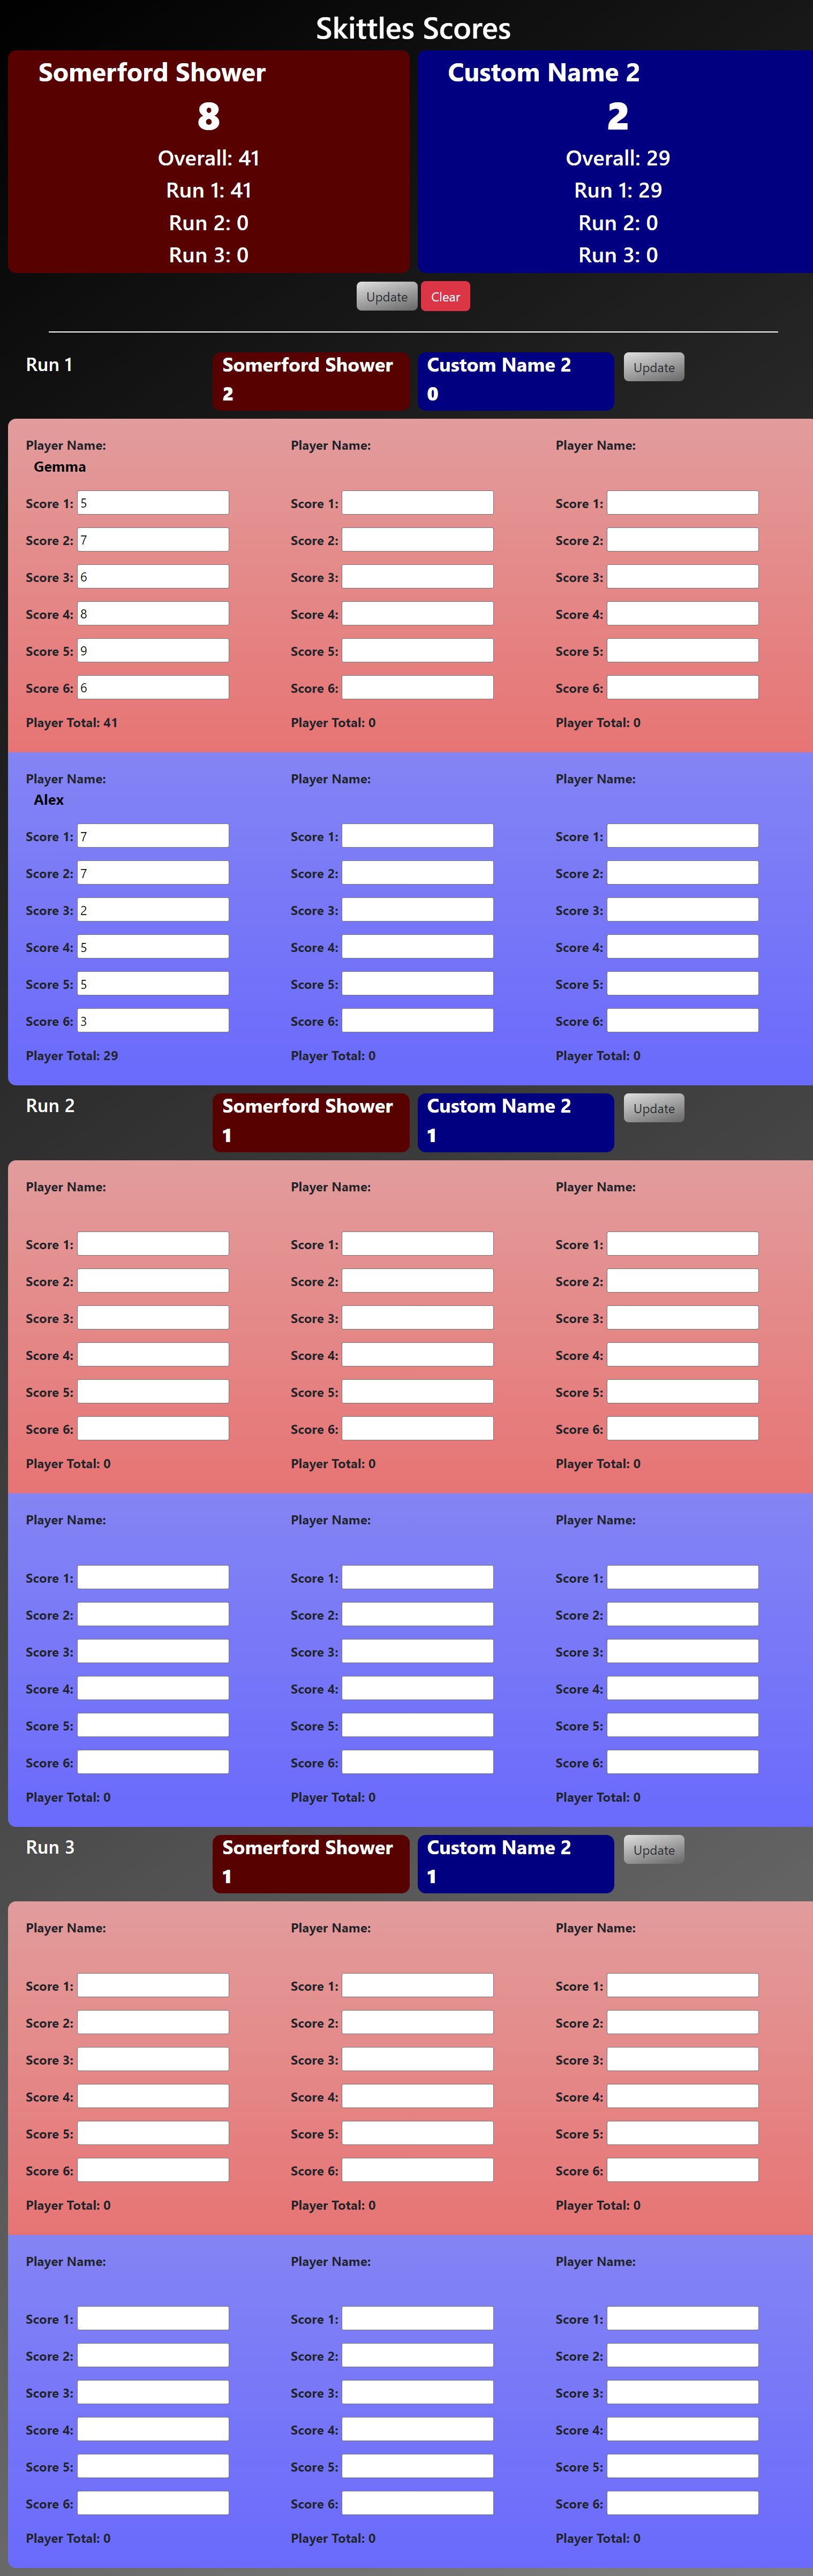 Skittles Scores
Somerford Shower Custom Name 2
8 2
Overall: 41 Overall: 29
Run 1: 41 Run 1: 29
Run 2: 0 Run 2: 0
Run 3: 0 Run 3: 0
Update Clear
Run 1 Somerford Shower Custom Name 2 Update
2 0
Player Name: Player Name: Player Name:
Gemma
Score 1: 5 Score 1: Score 1:
Score 2: 7 Score 2: Score 2:
Score 3: 6 Score 3: Score 3:
Score 4: 8 Score 4: Score 4:
Score 5: 9 Score 5: Score 5:
Score 6: 6 Score 6: Score 6:
Player Total: 41 Player Total: 0 Player Total: 0
Player Name: Player Name: Player Name:
Alex
Score 1: 7 Score 1: Score 1:
Score 2: 7 Score 2: Score 2:
Score 3: 2 Score 3: Score 3:
Score 4: 5 Score 4: Score 4:
Score 5: 5 Score 5: Score 5:
Score 6: 3 Score 6: Score 6:
Player Total: 29 Player Total: 0 Player Total: 0
Run 2 Somerford Shower Custom Name 2 Update
1 1
Player Name: Player Name: Player Name:
Score 1: Score 1: Score 1:
Score 2: Score 2: Score 2:
Score 3: Score 3: Score 3:
Score 4: Score 4: Score 4:
Score 5: Score 5: Score 5:
Score 6: Score 6: Score 6:
Player Total: 0 Player Total: 0 Player Total: 0
Player Name: Player Name: Player Name:
Score 1: Score 1: Score 1:
Score 2: Score 2: Score 2:
Score 3: Score 3: Score 3:
Score 4: Score 4: Score 4:
Score 5: Score 5: Score 5:
Score 6: Score 6: Score 6:
Player Total: 0 Player Total: 0 Player Total: 0
Run 3 Somerford Shower Custom Name 2 Update
1 1
Player Name: Player Name: Player Name:
Score 1: Score 1: Score 1:
Score 2: Score 2: Score 2:
Score 3: Score 3: Score 3:
Score 4: Score 4: Score 4:
Score 5: Score 5: Score 5:
Score 6: Score 6: Score 6:
Player Total: 0 Player Total: 0 Player Total: 0
Player Name: Player Name: Player Name:
Score 1: Score 1: Score 1:
Score 2: Score 2: Score 2:
Score 3: Score 3: Score 3:
Score 4: Score 4: Score 4:
Score 5: Score 5: Score 5:
Score 6: Score 6: Score 6:
Player Total: 0 Player Total: 0 Player Total: 0